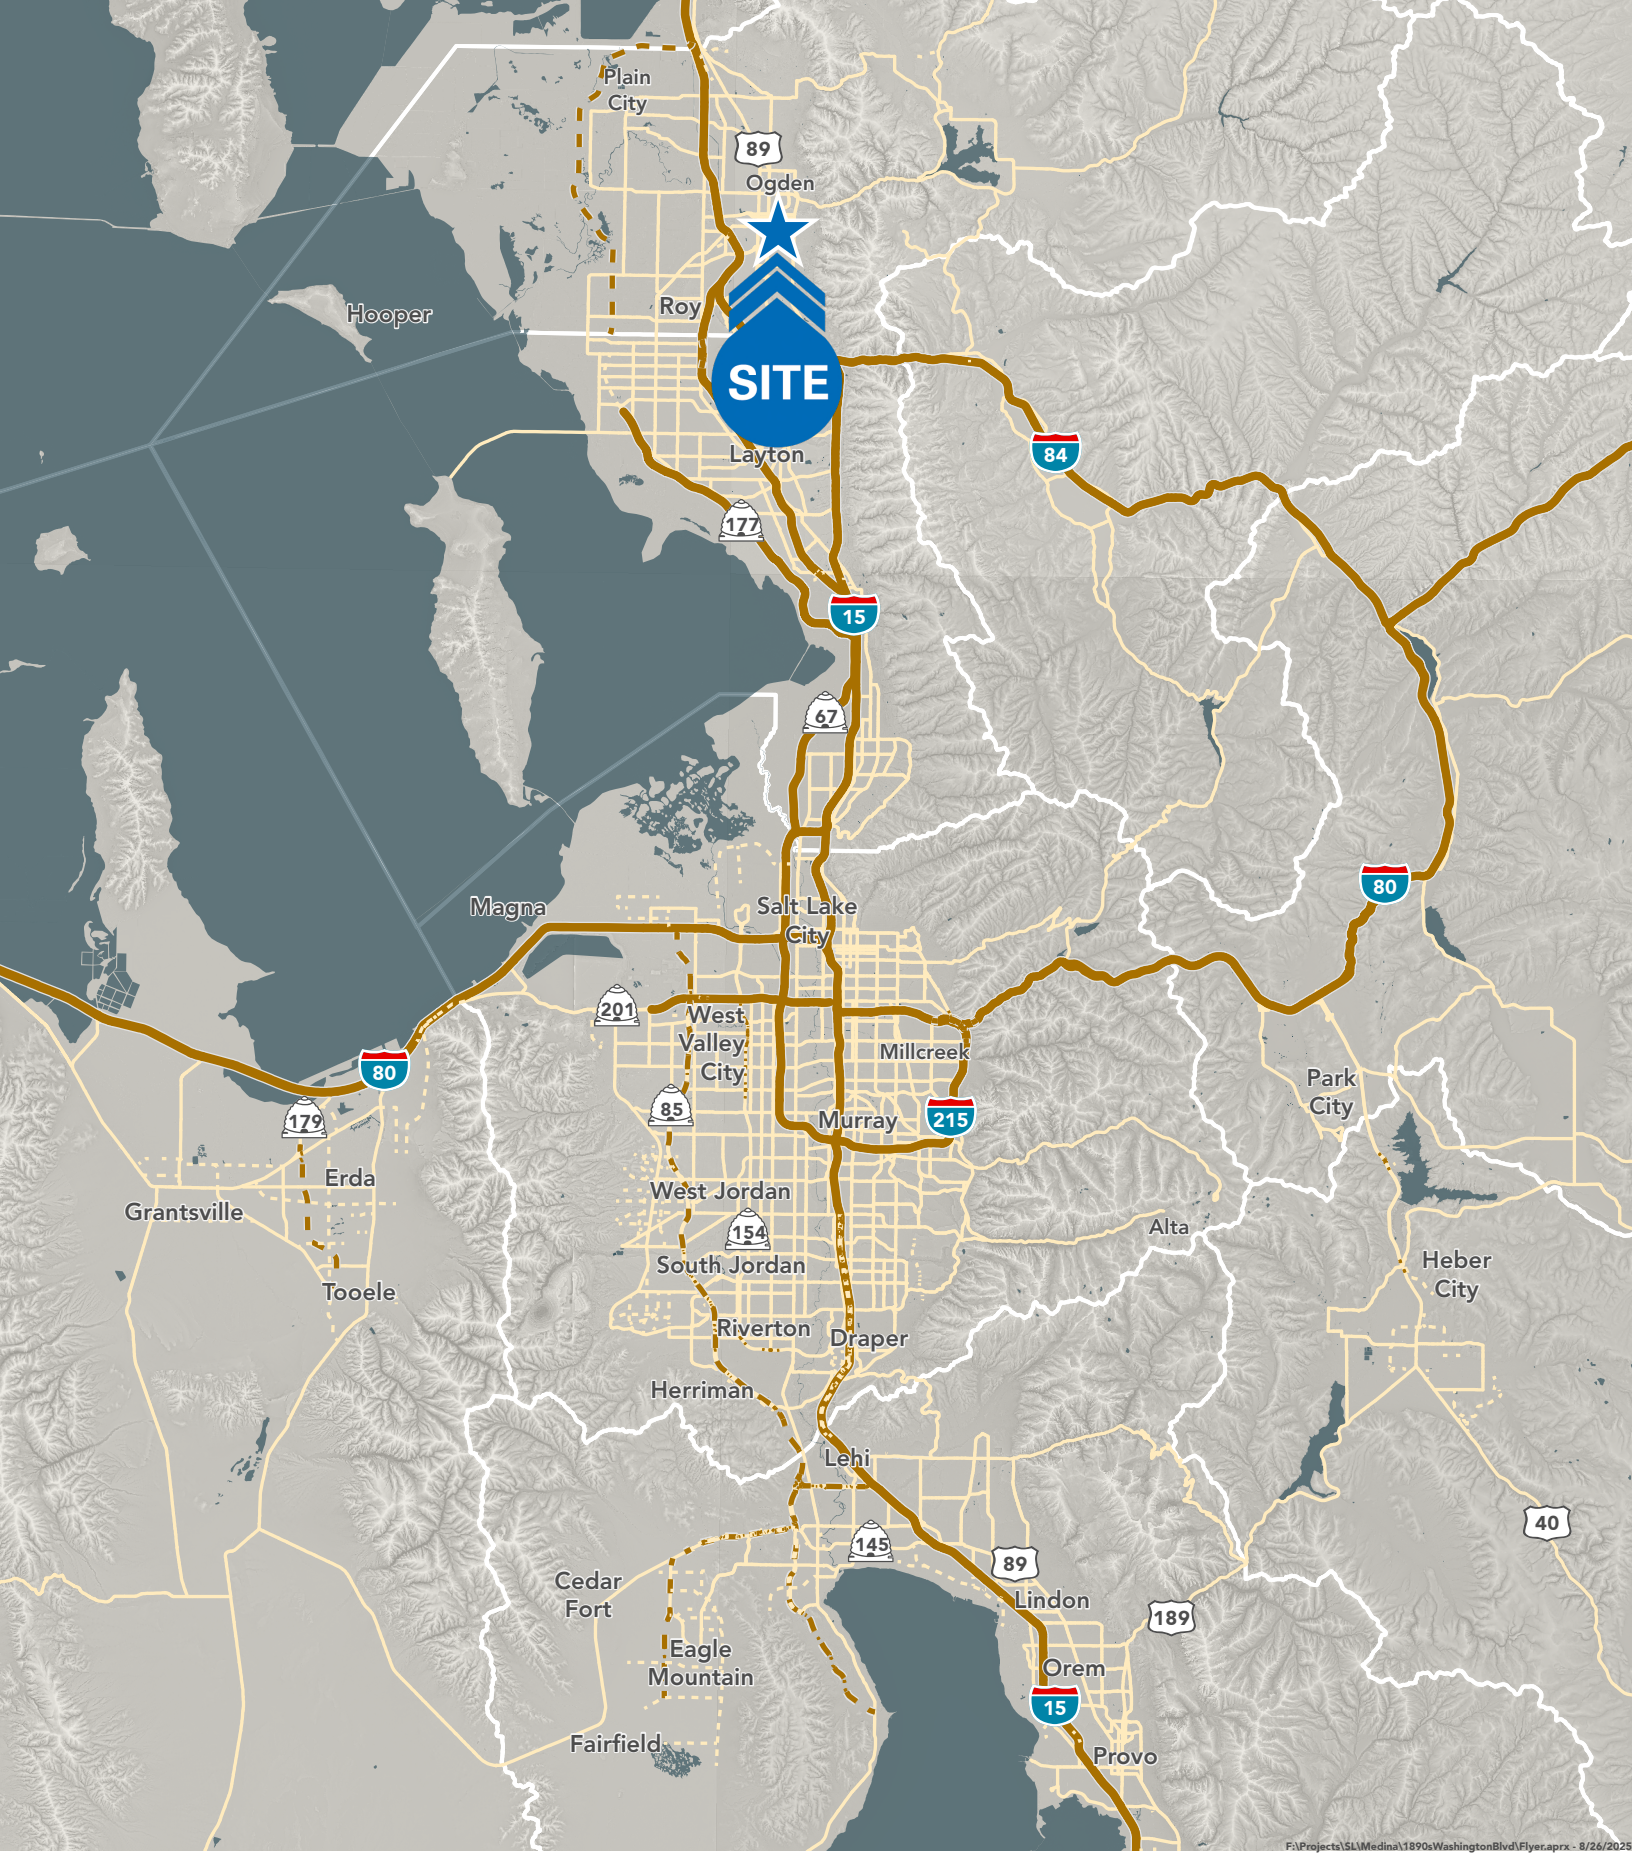 Plain
City
89
Ogden
Hooper
Roy
SITE
84
Layton
177
15
67
80
Magna
Salt Lake
City
201
West
Valley
City
Millcreek
80
Park
City
85
Murray
215
179
Erda
West Jordan
Grantsville
154
Alta
South Jordan
Heber
City
Tooele
Riverton
Draper
Herriman
Lehi
40
145
89
Cedar
Fort
Lindon
189
Eagle
Mountain
Orem
15
Fairfield
Provo
F:\Projects\SL\Medina\1890sWashingtonBlvd\Flyer.aprx - 8/26/2025